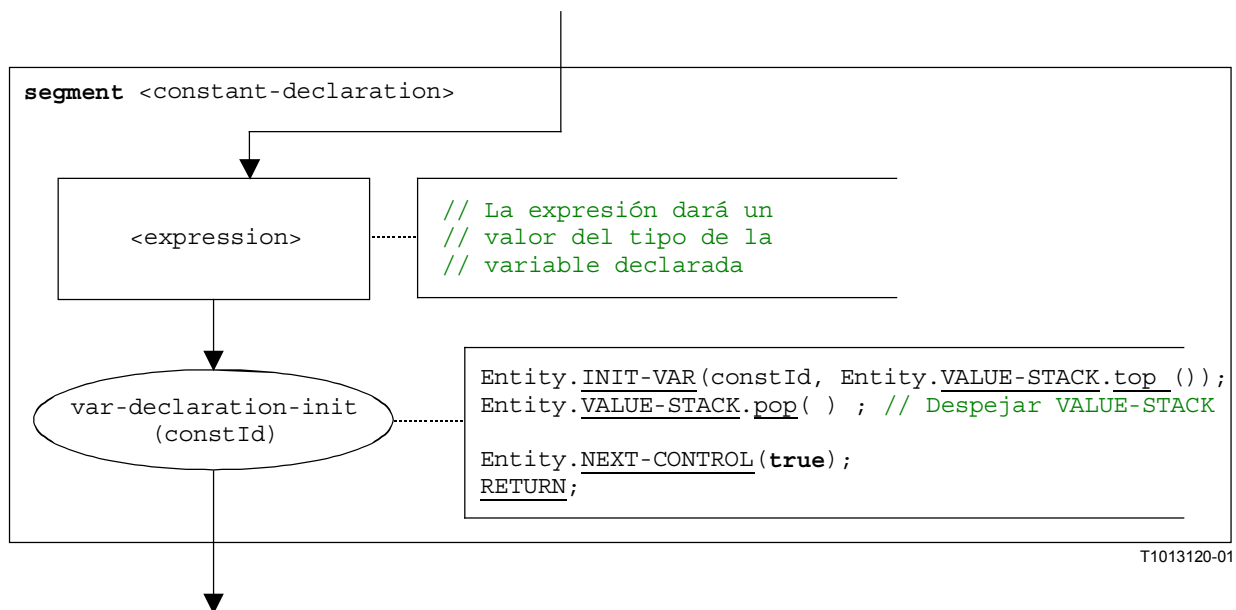 segment <constant-declaration>
<expression>
// La expresión dará un
// valor del tipo de la
// variable declarada
var-declaration-init
(constId)
Entity.INIT-VAR(constId, Entity.VALUE-STACK.top ());
Entity.VALUE-STACK.pop( ) ; // Despejar VALUE-STACK
Entity.NEXT-CONTROL(true);
RETURN;
T1013120-01